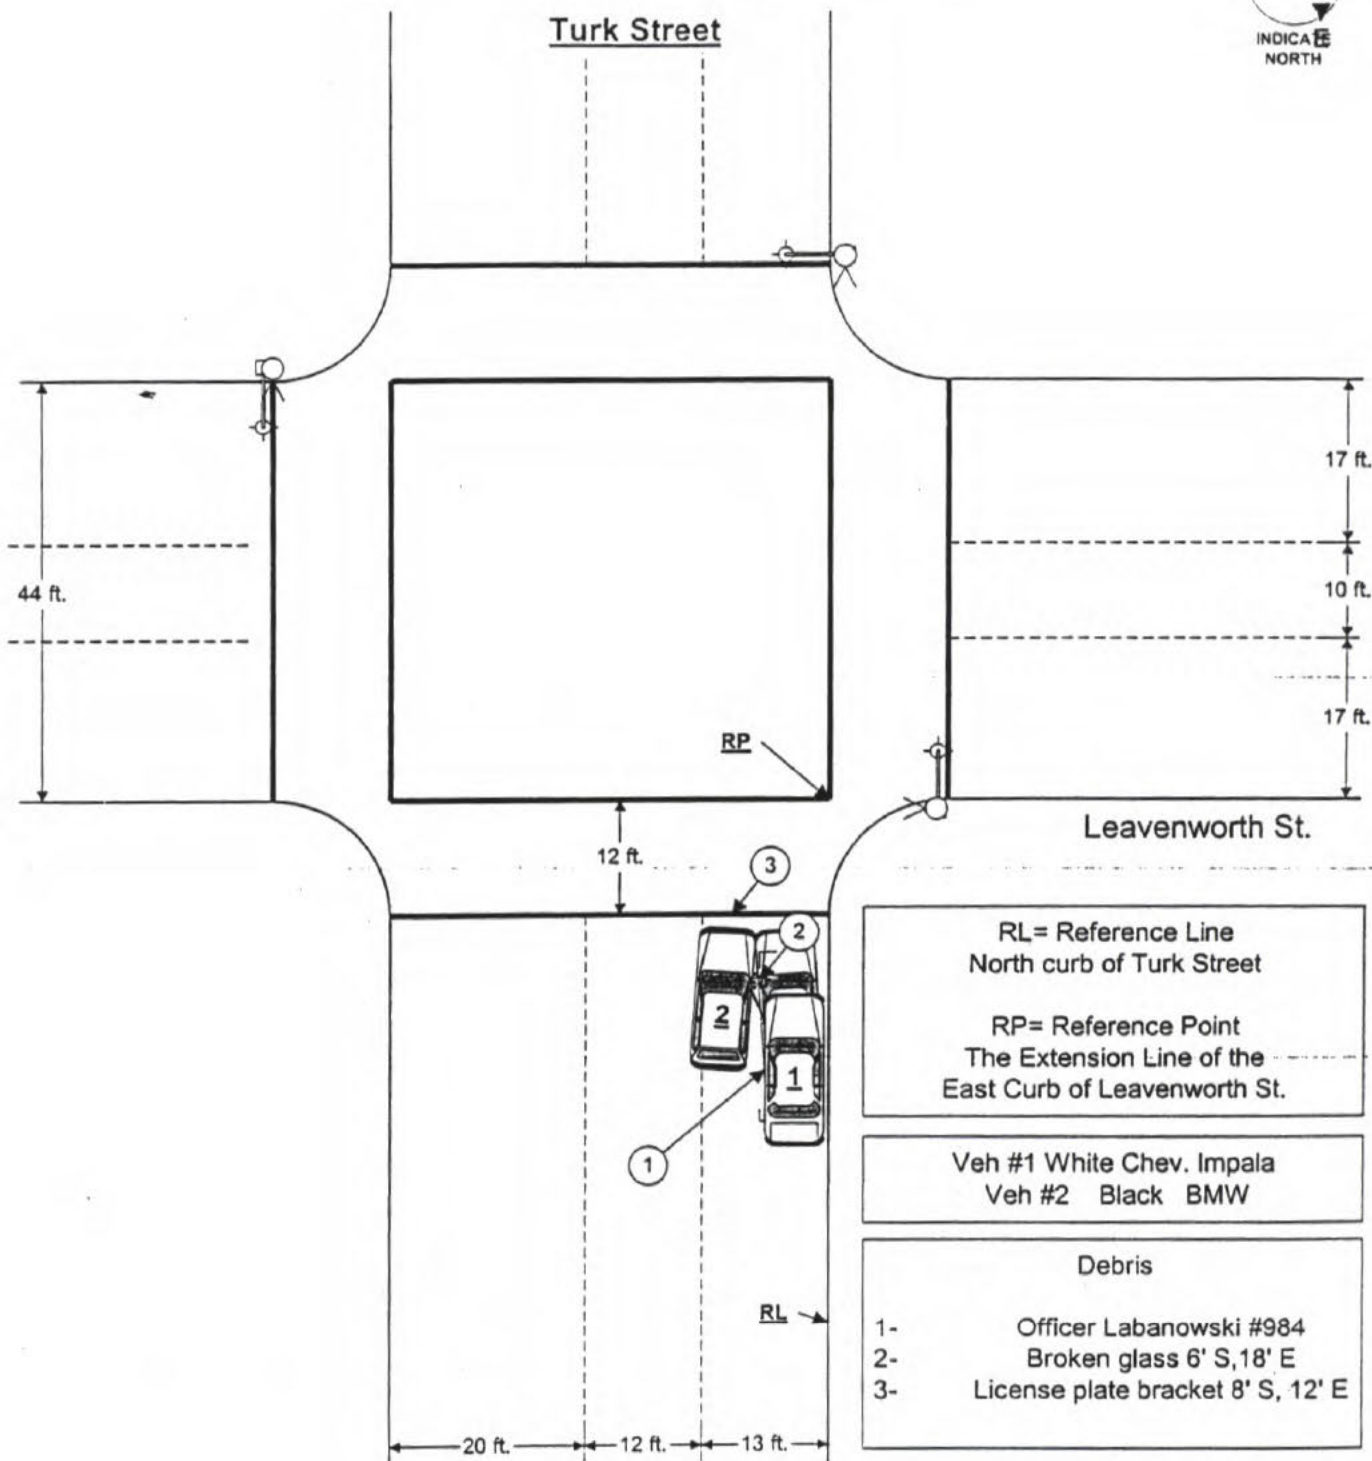 Turk Street
INDICATE
NORTH
17 ft.
44 ft.
10 ft.
17 ft.
RP
Leavenworth St.
12 ft.
3
2
RL= Reference Line
North curb of Turk Street
RP= Reference Point
The Extension Line of the
East Curb of Leavenworth St.
2
1
1
Veh #1 White Chev. Impala
Veh #2 Black BMW
Debris
RL
1- Officer Labanowski #984
2- Broken glass 6' S,18' E
3- License plate bracket 8' S, 12' E
20 ft. 12 ft. 13 ft.